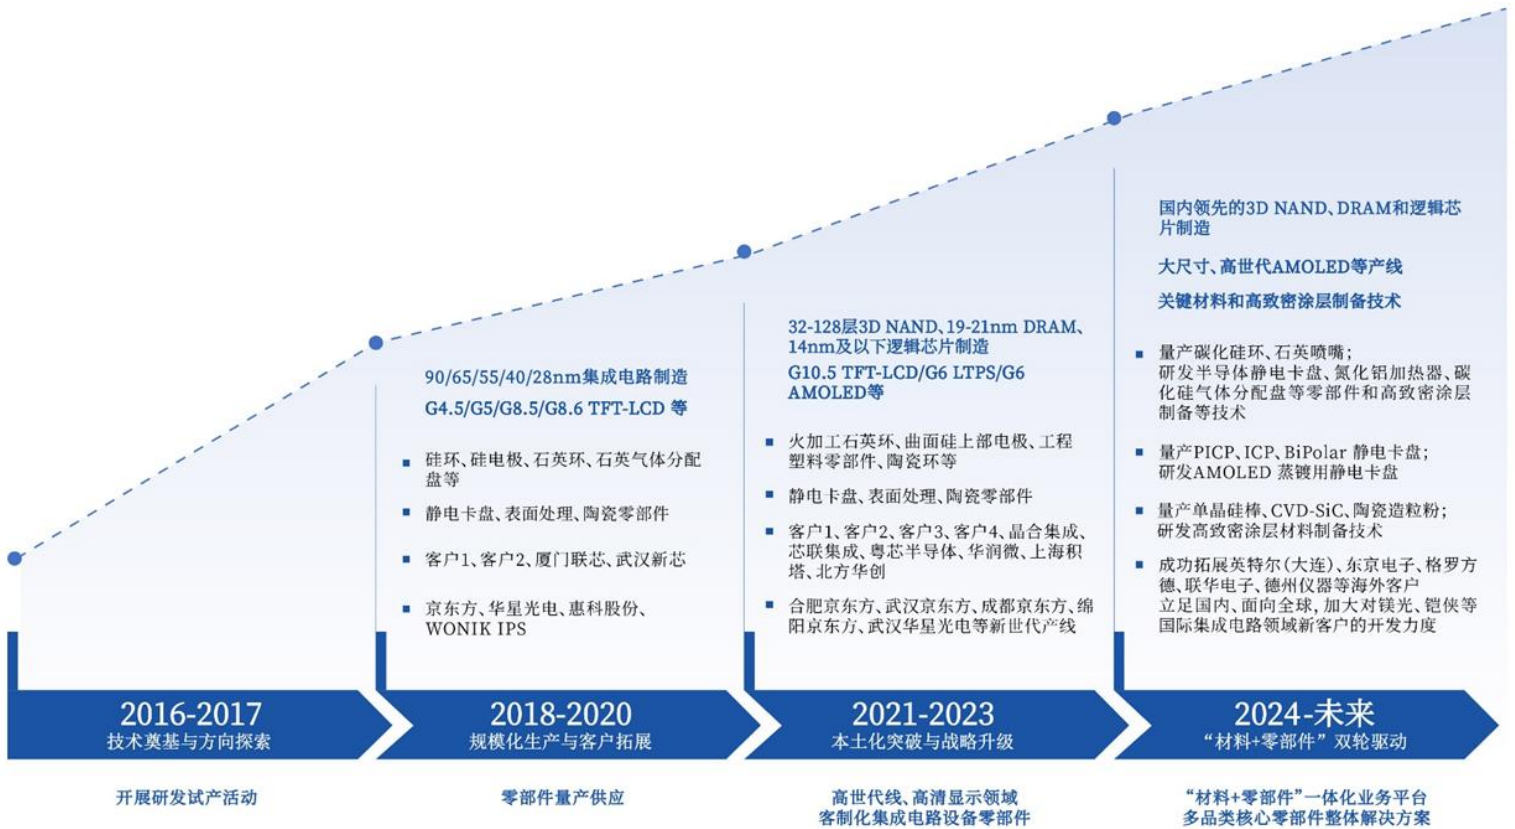 90/65/55/40/28nm集成电路制造
G4.5/G5/G8.5/G8.6 TFT-LCD 等
硅环、硅电极、石英环、石英气体分配
盘等
静电卡盘、表面处理、陶瓷零部件
客户1、客户2、厦门联芯、武汉新芯
京东方、华星光电、惠科股份、
WONIK IPS
32-128层3D NAND、19-21nm DRAM、
14nm及以下逻辑芯片制造
G10.5 TFT-LCD/G6 LTPS/G6
AMOLED等
火加工石英环、曲面硅上部电极、工程
塑料零部件、陶瓷环等
静电卡盘、表面处理、陶瓷零部件
客户1、客户2、客户3、客户4、晶合集成、
芯联集成、粤芯半导体、华润微、上海积
塔、北方华创
合肥京东方、武汉京东方、成都京东方、绵
阳京东方、武汉华星光电等新世代产线
国内领先的3D NAND、DRAM和逻辑芯
片制造
大尺寸、高世代AMOLED等产线
关键材料和高致密涂层制备技术
量产碳化硅环、石英喷嘴；
研发半导体静电卡盘、氮化铝加热器、碳
化硅气体分配盘等零部件和高致密涂层
制备等技术
量产PICP、ICP、BiPolar 静电卡盘；
研发AMOLED 蒸镀用静电卡盘
量产单晶硅棒、CVD-SiC、陶瓷造粒粉；
研发高致密涂层材料制备技术
成功拓展英特尔（大连）、东京电子、格罗方
德、联华电子、德州仪器等海外客户
立足国内、面向全球，加大对镁光、铠侠等
国际集成电路领域新客户的开发力度
2016-2017
技术奠基与方向探索
2018-2020
规模化生产与客户拓展
2021-2023
本土化突破与战略升级
2024-未来
“材料+零部件” 双轮驱动
开展研发试产活动
零部件量产供应
高世代线、高清显示领域
客制化集成电路设备零部件
“材料+零部件”一体化业务平台
多品类核心零部件整体解决方案